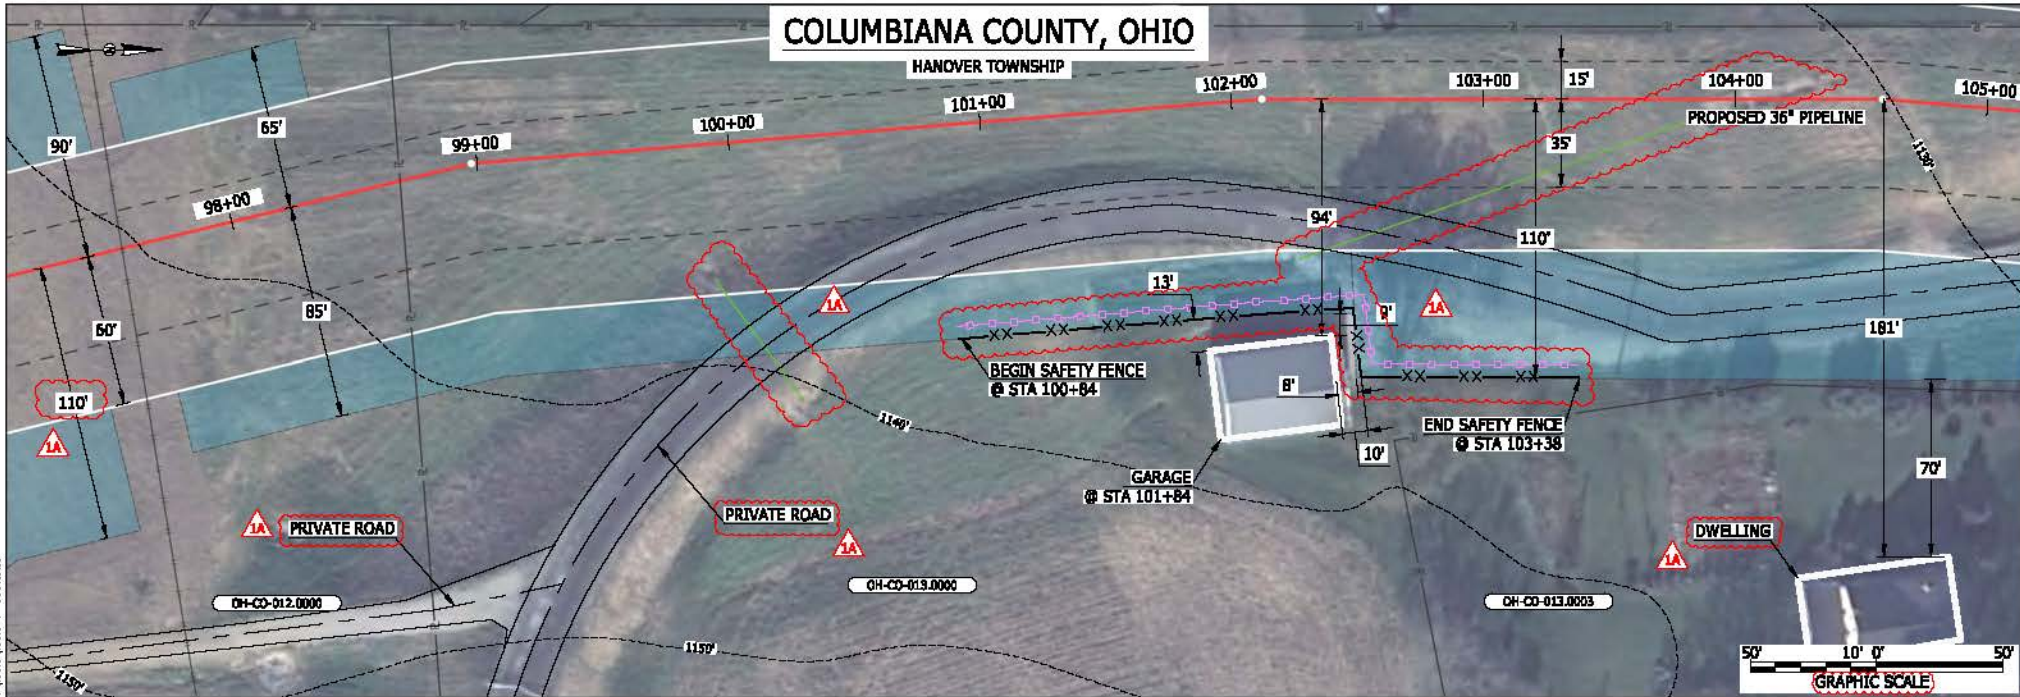 COLUMBIANA COUNTY, OHIO
HANOVER TOWNSHIP
98+00
99+00
100+00
101+00
102+00
103+00
104+00
105+00
PROPOSED 36" PIPELINE
15'
35'
90'
65'
60'
85'
110'
94'
110'
181'
13'
8'
10'
70'
1A
1A
1A
1A
1A
1A
BEGIN SAFETY FENCE
@ STA 100+84
END SAFETY FENCE
@ STA 103+38
GARAGE
@ STA 101+84
PRIVATE ROAD
PRIVATE ROAD
DWELLING
OH-CO-012.0000
OH-CO-013.0000
OH-CO-013.0003
1130'
1140'
1150'
1150'
50' 10' 0' 50'
GRAPHIC SCALE